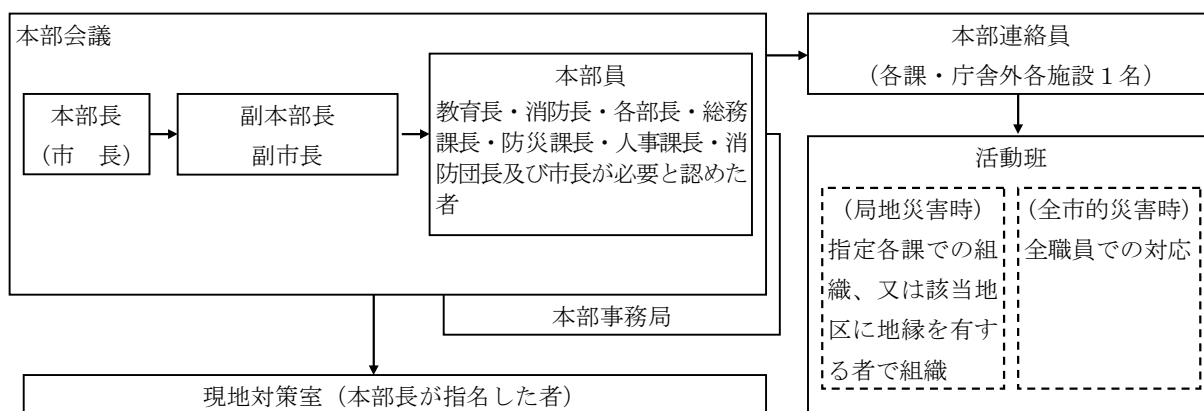 本部会議
本部長
(市　長)
副本部長
副市長
本部員
教育長・消防長・各部長・総務
課長・防災課長・人事課長・消
防団長及び市長が必要と認めた
者
本部事務局
現地対策室（本部長が指名した者）
本部連絡員
（各課・庁舎外各施設１名）
活動班
（局地災害時）
指定各課での組
織、又は該当地
区に地縁を有す
る者で組織
（全市的災害時）
全職員での対応